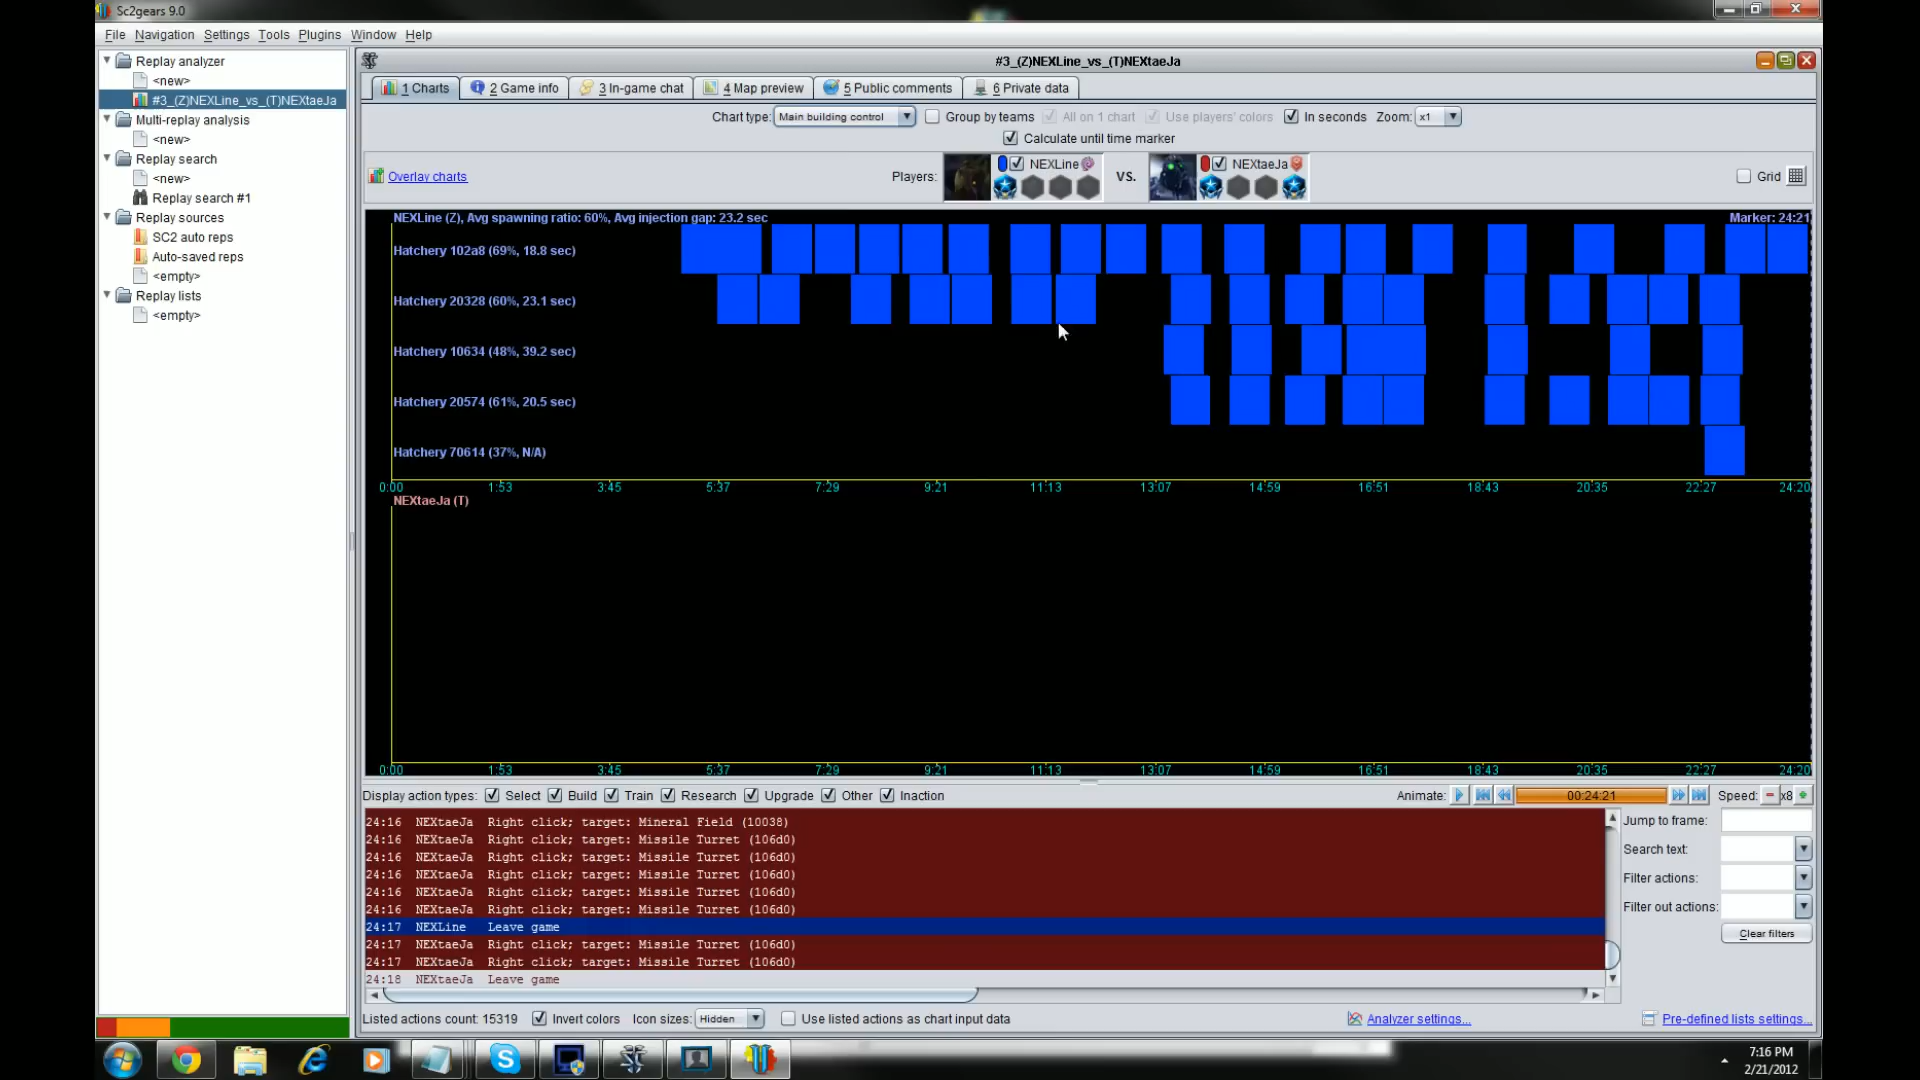 Sc2gears 9.0
File Navigation Settings Tools Plugins Window Help
Replay analyzer
<new>
#3_(Z)NEXLine_vs_(T)NEXtaeJa
Multi-replay analysis
<new>
Replay search
<new>
Replay search #1
Replay sources
SC2 auto reps
Auto-saved reps
<empty>
Replay lists
<empty>
#3_(Z)NEXLine_vs_(T)NEXtaeJa
1 Charts 2 Game info 3 In-game chat 4 Map preview 5 Public comments 6 Private data
Chart type: Main building control Group by teams All on 1 chart Use players' colors In seconds Zoom: x1
Calculate until time marker
Overlay charts Players: NEXLine VS. NEXtaeJa Grid
NEXLine (Z), Avg spawning ratio: 60%, Avg injection gap: 23.2 sec Marker: 24:21
Hatchery 102a8 (69%, 18.8 sec)
Hatchery 20328 (60%, 23.1 sec)
Hatchery 10634 (48%, 39.2 sec)
Hatchery 20574 (61%, 20.5 sec)
Hatchery 70614 (37%, N/A)
0:00 1:53 3:45 5:37 7:29 9:21 11:13 13:07 14:59 16:51 18:43 20:35 22:27 24:20
NEXtaeJa (T)
0:00 1:53 3:45 5:37 7:29 9:21 11:13 13:07 14:59 16:51 18:43 20:35 22:27 24:20
Display action types: Select Build Train Research Upgrade Other Inaction Animate: 00:24:21 Speed: x8
24:16 NEXtaeJa Right click; target: Mineral Field (10038)
24:16 NEXtaeJa Right click; target: Missile Turret (106d0)
24:16 NEXtaeJa Right click; target: Missile Turret (106d0)
24:16 NEXtaeJa Right click; target: Missile Turret (106d0)
24:16 NEXtaeJa Right click; target: Missile Turret (106d0)
24:16 NEXtaeJa Right click; target: Missile Turret (106d0)
24:17 NEXLine Leave game
24:17 NEXtaeJa Right click; target: Missile Turret (106d0)
24:17 NEXtaeJa Right click; target: Missile Turret (106d0)
24:18 NEXtaeJa Leave game
Jump to frame:
Search text:
Filter actions:
Filter out actions:
Clear filters
Listed actions count: 15319 Invert colors Icon sizes: Hidden Use listed actions as chart input data Analyzer settings... Pre-defined lists settings...
7:16 PM
2/21/2012